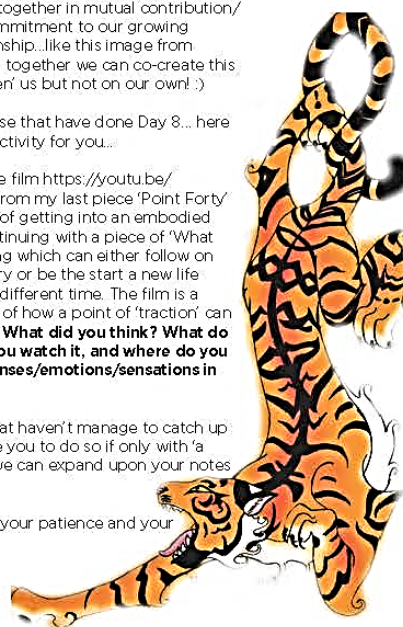 together in mutual contribution/
mmitment to our growing
nship...like this image from
together we can co-create this
en' us but not on our own! :)
se that have done Day 8... here
ctivity for you...
e film https://youtu.be/
rom my last piece 'Point Forty'
of getting into an embodied
tinuing with a piece of 'What
ng which can either follow on
ry or be the start a new life
different time. The film is a
of how a point of 'traction' can
What did you think? What do
ou watch it, and where do you
nses/emotions/sensations in
at haven't manage to catch up
e you to do so if only with 'a
we can expand upon your notes
your patience and your